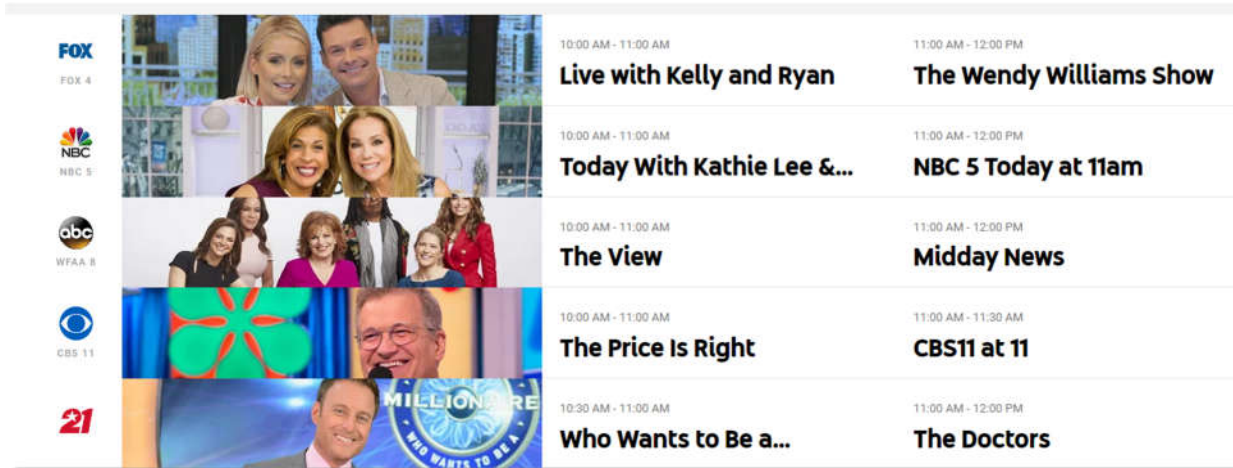 FOX
FOX 4
10:00 AM - 11:00 AM
Live with Kelly and Ryan
11:00 AM - 12:00 PM
The Wendy Williams Show
NBC
NBC 5
10:00 AM - 11:00 AM
Today With Kathie Lee &...
11:00 AM - 12:00 PM
NBC 5 Today at 11am
abc
WFAA 8
10:00 AM - 11:00 AM
The View
11:00 AM - 12:00 PM
Midday News
CBS 11
10:00 AM - 11:00 AM
The Price Is Right
11:00 AM - 11:30 AM
CBS11 at 11
21
MILLIONAIRE
WHO WANTS TO BE A
10:30 AM - 11:00 AM
Who Wants to Be a...
11:00 AM - 12:00 PM
The Doctors